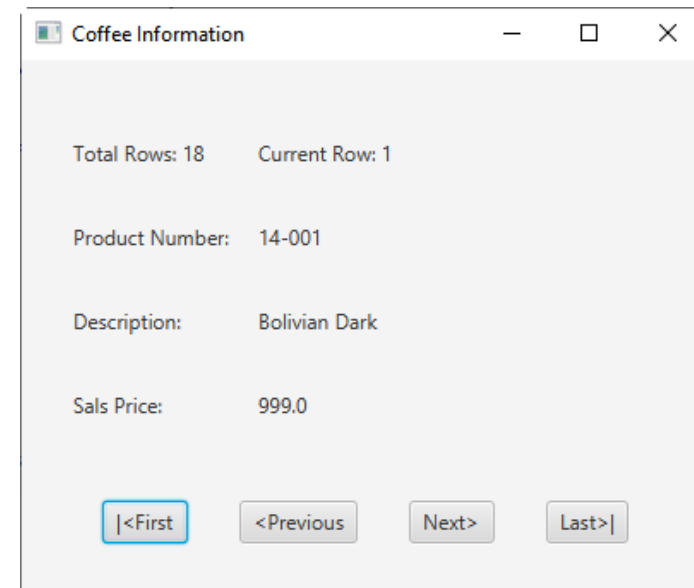 Coffee Information
Total Rows: 18 Current Row: 1
Product Number: 14-001
Description: Bolivian Dark
Sals Price: 999.0
|<First <Previous Next> Last>|